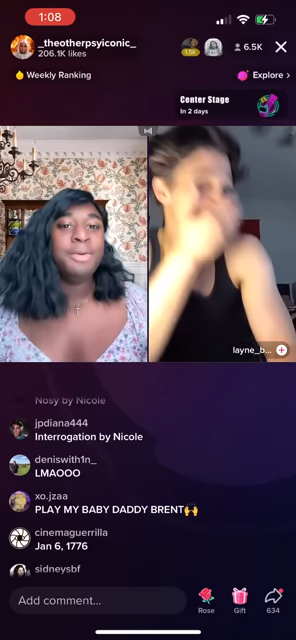 1:08
_theotherpsyiconic_
206.1K likes
1.5K
6.5K
Weekly Ranking
Explore >
Center Stage
In 2 days
layne_b...
Nosy by Nicole
jpdiana444
Interrogation by Nicole
deniswith1n_
LMAOOO
xo.jzaa
PLAY MY BABY DADDY BRENT🙌
cinemaguerrilla
Jan 6, 1776
sidneysbf
Add comment...
Rose
Gift
634